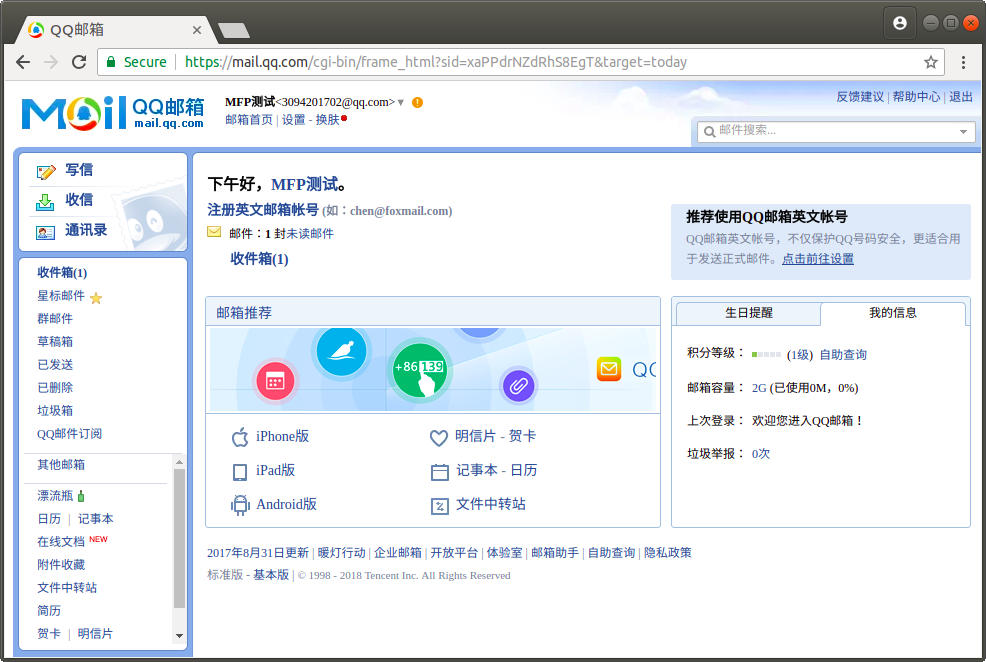 QQ邮箱
Secure https://mail.qq.com/cgi-bin/frame_html?sid=xaPPdrNZdRhS8EgT&target=today
Mail QQ邮箱
mail.qq.com
MFP测试<3094201702@qq.com>
邮箱首页 | 设置 - 换肤
反馈建议 | 帮助中心 | 退出
邮件搜索...
写信
收信
通讯录
收件箱(1)
星标邮件
群邮件
草稿箱
已发送
已删除
垃圾箱
QQ邮件订阅
其他邮箱
漂流瓶
日历 | 记事本
在线文档 NEW
附件收藏
文件中转站
简历
贺卡 | 明信片
下午好，MFP测试。
注册英文邮箱帐号 (如：chen@foxmail.com)
邮件：1 封未读邮件
收件箱(1)
推荐使用QQ邮箱英文帐号
QQ邮箱英文帐号，不仅保护QQ号码安全，更适合用
于发送正式邮件。点击前往设置
邮箱推荐
+86 139
QQ
iPhone版
明信片 - 贺卡
iPad版
记事本 - 日历
Android版
文件中转站
生日提醒
我的信息
积分等级： (1级) 自助查询
邮箱容量： 2G (已使用0M，0%)
上次登录： 欢迎您进入QQ邮箱！
垃圾举报： 0次
2017年8月31日更新 | 暖灯行动 | 企业邮箱 | 开放平台 | 体验室 | 邮箱助手 | 自助查询 | 隐私政策
标准版 - 基本版 | © 1998 - 2018 Tencent Inc. All Rights Reserved